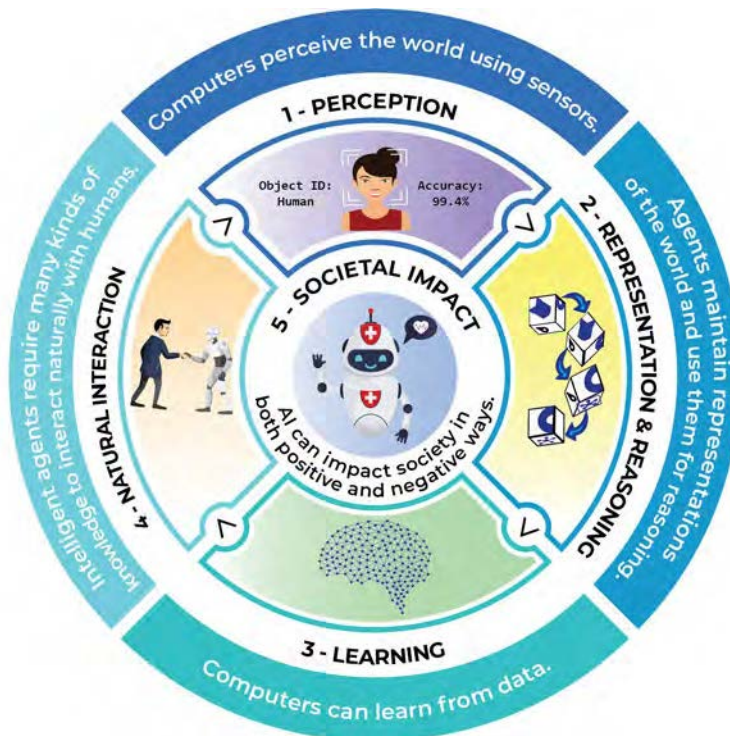 Computers perceive the world using sensors.
1 - PERCEPTION
Object ID:
Human
Accuracy:
99.4%
Agents maintain representations
of the world and use them for reasoning.
2 - REPRESENTATION & REASONING
3 - LEARNING
Computers can learn from data.
Intelligent agents require many kinds of
knowledge to interact naturally with humans.
4 - NATURAL INTERACTION
5 - SOCIETAL IMPACT
AI can impact society in
both positive and negative ways.